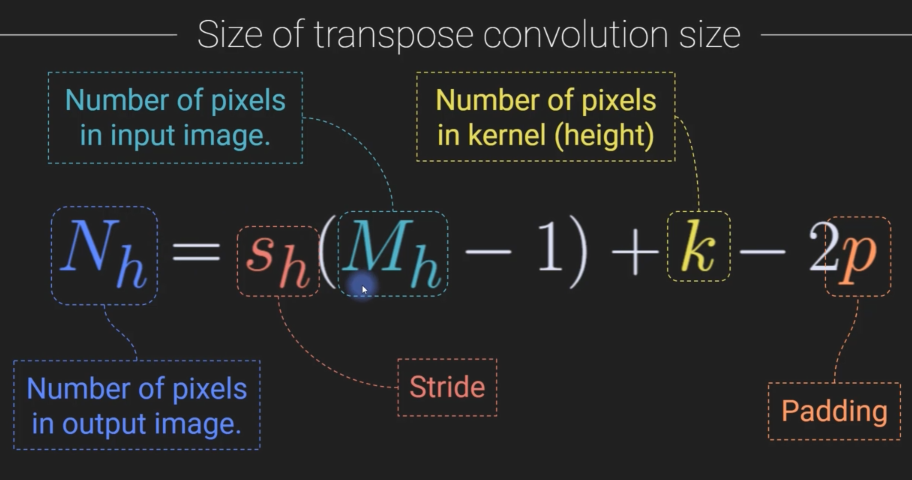 Size of transpose convolution size
Number of pixels
in input image.
Number of pixels
in kernel (height)
N_h = s_h(M_h − 1) + k − 2p
Number of pixels
in output image.
Stride
Padding